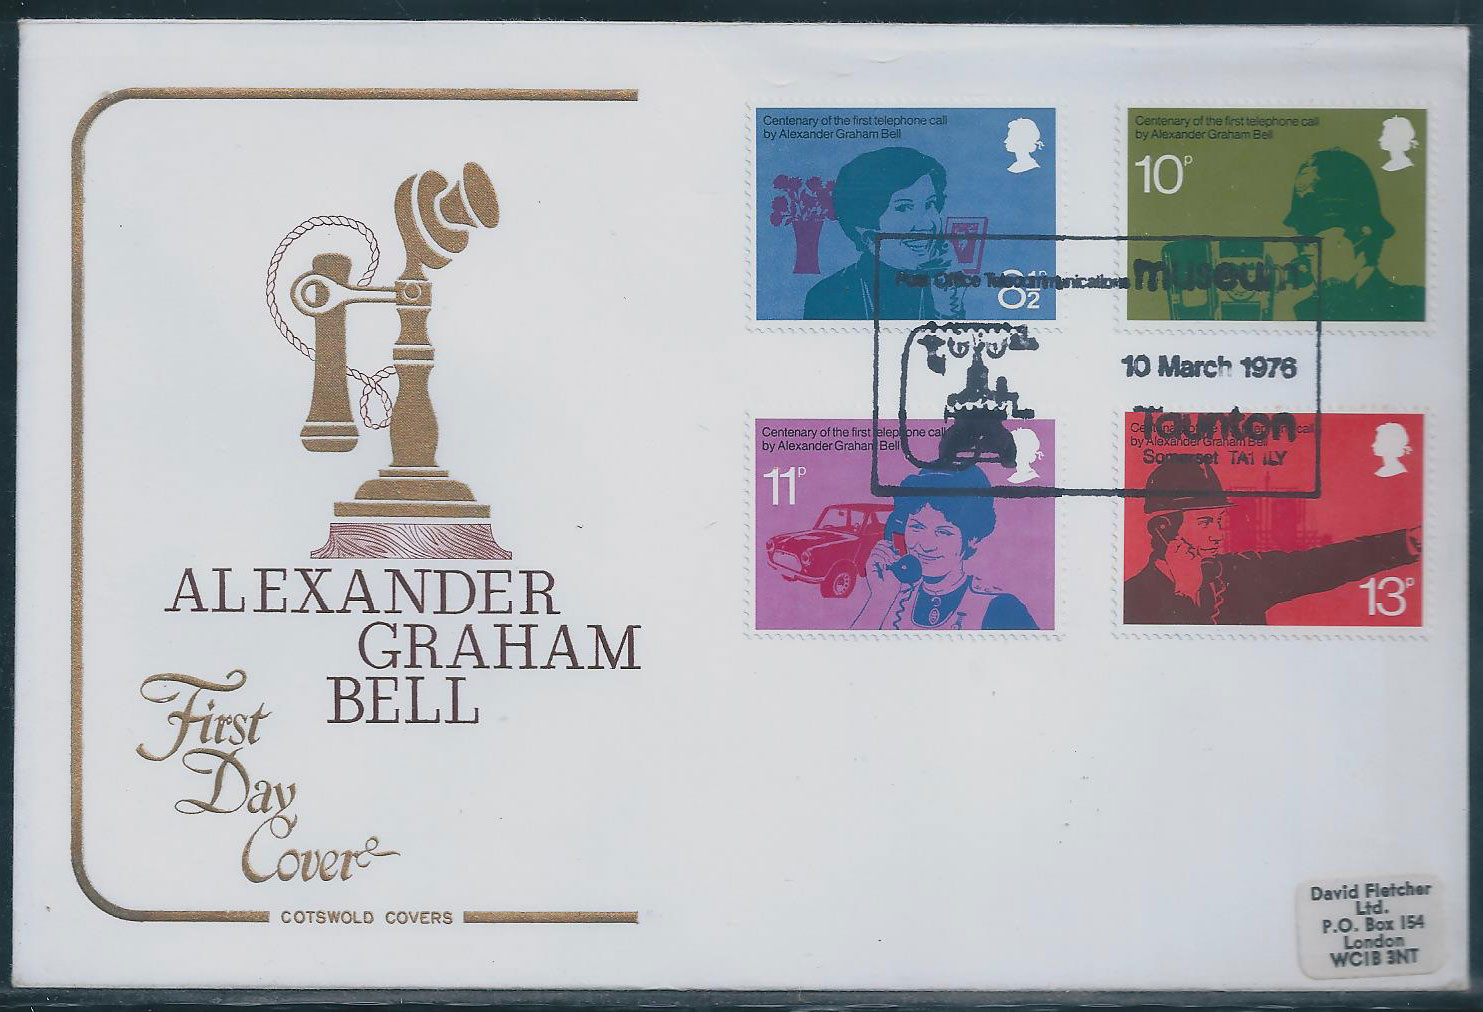 ALEXANDER
GRAHAM
BELL
First
Day
Cover
COTSWOLD COVERS
Centenary of the first telephone call
by Alexander Graham Bell
8½p
Centenary of the first telephone call
by Alexander Graham Bell
10p
Post Office Telecommunications museum
10 March 1976
Taunton
Somerset TA1 1LY
Centenary of the first telephone call
by Alexander Graham Bell
11p
Centenary of the first telephone call
by Alexander Graham Bell
13p
David Fletcher
Ltd.
P.O. Box 154
London
WC1B 3NT